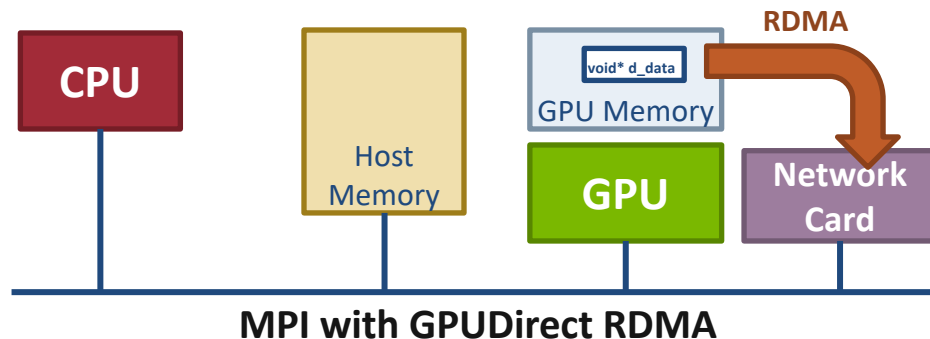 RDMA
CPU
void* d_data
GPU Memory
Host
Memory
GPU
Network
Card
MPI with GPUDirect RDMA